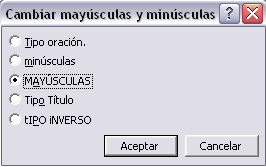 Cambiar mayúsculas y minúsculas
Tipo oración.
minúsculas
MAYÚSCULAS
Tipo Título
tIPO iNVERSO
Aceptar
Cancelar